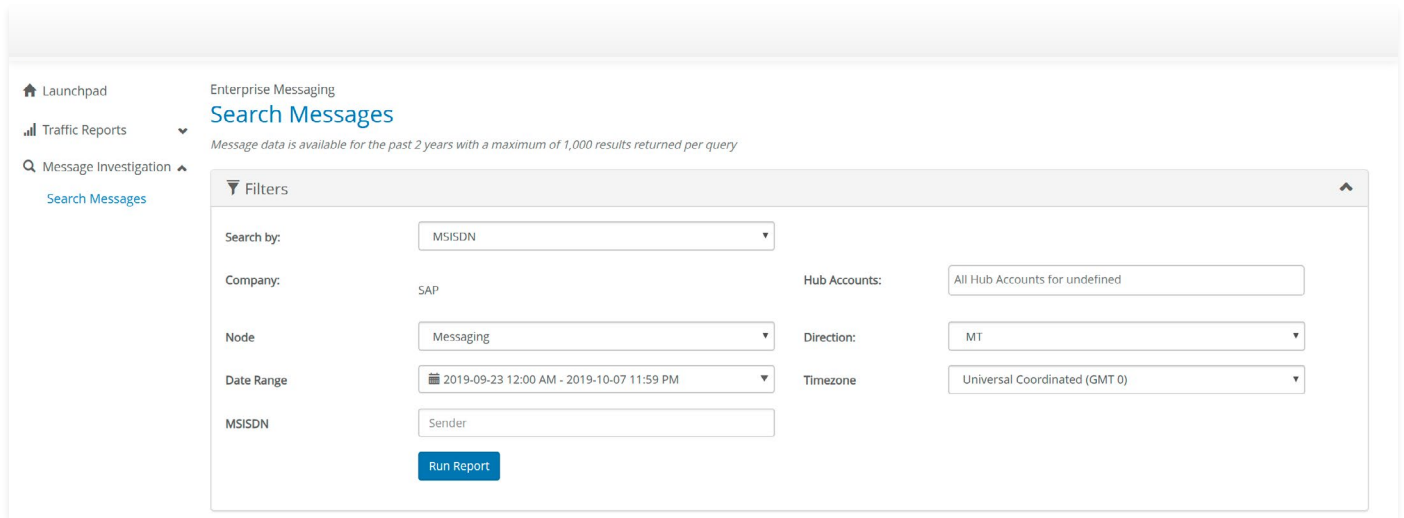 Launchpad
Traffic Reports
Message Investigation
Search Messages
Enterprise Messaging
Search Messages
Message data is available for the past 2 years with a maximum of 1,000 results returned per query
Filters
Search by: MSISDN
Company: SAP Hub Accounts: All Hub Accounts for undefined
Node Messaging Direction: MT
Date Range 2019-09-23 12:00 AM - 2019-10-07 11:59 PM Timezone Universal Coordinated (GMT 0)
MSISDN Sender
Run Report